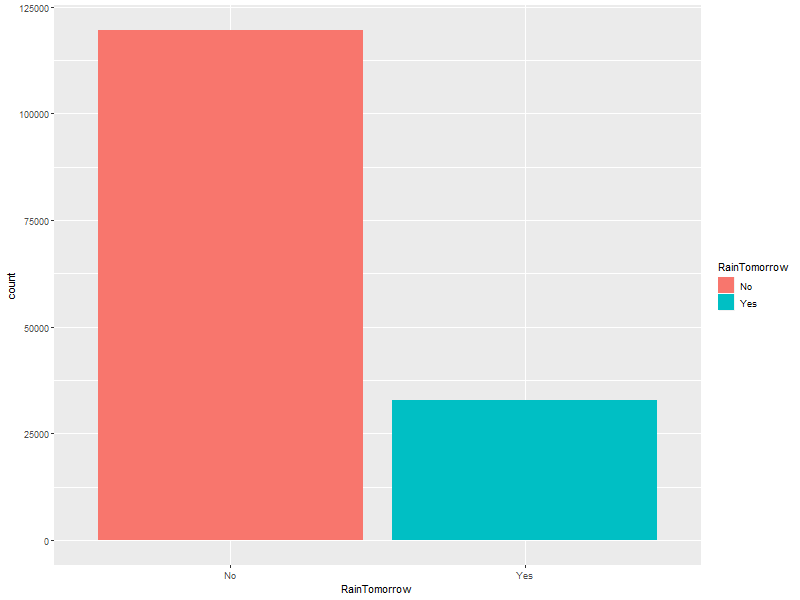 125000
100000
75000
50000
25000
0
count
No
Yes
RainTomorrow
RainTomorrow
No
Yes